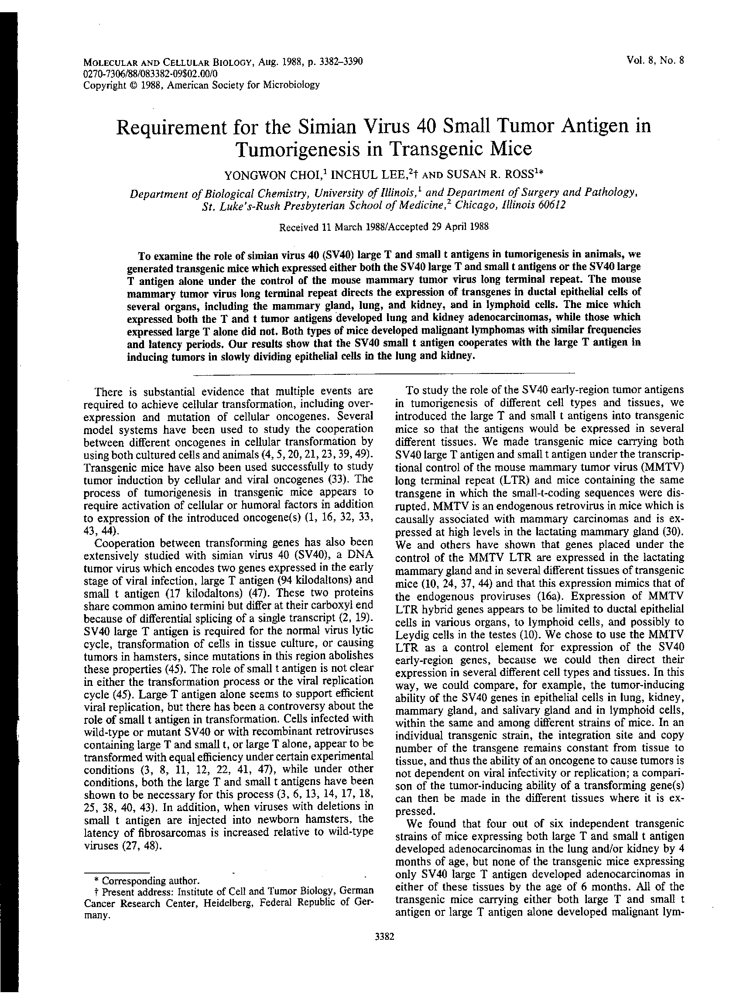 MOLECULAR AND CELLULAR BIOLOGY, Aug. 1988, p. 3382–3390
0270-7306/88/083382-09$02.00/0
Copyright © 1988, American Society for Microbiology
Vol. 8, No. 8
Requirement for the Simian Virus 40 Small Tumor Antigen in
Tumorigenesis in Transgenic Mice
YONGWON CHOI,¹ INCHUL LEE,²† AND SUSAN R. ROSS¹*
Department of Biological Chemistry, University of Illinois,¹ and Department of Surgery and Pathology,
St. Luke's-Rush Presbyterian School of Medicine,² Chicago, Illinois 60612
Received 11 March 1988/Accepted 29 April 1988
To examine the role of simian virus 40 (SV40) large T and small t antigens in tumorigenesis in animals, we
generated transgenic mice which expressed either both the SV40 large T and small t antigens or the SV40 large
T antigen alone under the control of the mouse mammary tumor virus long terminal repeat. The mouse
mammary tumor virus long terminal repeat directs the expression of transgenes in ductal epithelial cells of
several organs, including the mammary gland, lung, and kidney, and in lymphoid cells. The mice which
expressed both the T and t tumor antigens developed lung and kidney adenocarcinomas, while those which
expressed large T alone did not. Both types of mice developed malignant lymphomas with similar frequencies
and latency periods. Our results show that the SV40 small t antigen cooperates with the large T antigen in
inducing tumors in slowly dividing epithelial cells in the lung and kidney.
There is substantial evidence that multiple events are
required to achieve cellular transformation, including over-
expression and mutation of cellular oncogenes. Several
model systems have been used to study the cooperation
between different oncogenes in cellular transformation by
using both cultured cells and animals (4, 5, 20, 21, 23, 39, 49).
Transgenic mice have also been used successfully to study
tumor induction by cellular and viral oncogenes (33). The
process of tumorigenesis in transgenic mice appears to
require activation of cellular or humoral factors in addition
to expression of the introduced oncogene(s) (1, 16, 32, 33,
43, 44).
Cooperation between transforming genes has also been
extensively studied with simian virus 40 (SV40), a DNA
tumor virus which encodes two genes expressed in the early
stage of viral infection, large T antigen (94 kilodaltons) and
small t antigen (17 kilodaltons) (47). These two proteins
share common amino termini but differ at their carboxyl end
because of differential splicing of a single transcript (2, 19).
SV40 large T antigen is required for the normal virus lytic
cycle, transformation of cells in tissue culture, or causing
tumors in hamsters, since mutations in this region abolishes
these properties (45). The role of small t antigen is not clear
in either the transformation process or the viral replication
cycle (45). Large T antigen alone seems to support efficient
viral replication, but there has been a controversy about the
role of small t antigen in transformation. Cells infected with
wild-type or mutant SV40 or with recombinant retroviruses
containing large T and small t, or large T alone, appear to be
transformed with equal efficiency under certain experimental
conditions (3, 8, 11, 12, 22, 41, 47), while under other
conditions, both the large T and small t antigens have been
shown to be necessary for this process (3, 6, 13, 14, 17, 18,
25, 38, 40, 43). In addition, when viruses with deletions in
small t antigen are injected into newborn hamsters, the
latency of fibrosarcomas is increased relative to wild-type
viruses (27, 48).
* Corresponding author.
† Present address: Institute of Cell and Tumor Biology, German
Cancer Research Center, Heidelberg, Federal Republic of Ger-
many.
To study the role of the SV40 early-region tumor antigens
in tumorigenesis of different cell types and tissues, we
introduced the large T and small t antigens into transgenic
mice so that the antigens would be expressed in several
different tissues. We made transgenic mice carrying both
SV40 large T antigen and small t antigen under the transcrip-
tional control of the mouse mammary tumor virus (MMTV)
long terminal repeat (LTR) and mice containing the same
transgene in which the small-t-coding sequences were dis-
rupted. MMTV is an endogenous retrovirus in mice which is
causally associated with mammary carcinomas and is ex-
pressed at high levels in the lactating mammary gland (30).
We and others have shown that genes placed under the
control of the MMTV LTR are expressed in the lactating
mammary gland and in several different tissues of transgenic
mice (10, 24, 37, 44) and that this expression mimics that of
the endogenous proviruses (16a). Expression of MMTV
LTR hybrid genes appears to be limited to ductal epithelial
cells in various organs, to lymphoid cells, and possibly to
Leydig cells in the testes (10). We chose to use the MMTV
LTR as a control element for expression of the SV40
early-region genes, because we could then direct their
expression in several different cell types and tissues. In this
way, we could compare, for example, the tumor-inducing
ability of the SV40 genes in epithelial cells in lung, kidney,
mammary gland, and salivary gland and in lymphoid cells,
within the same and among different strains of mice. In an
individual transgenic strain, the integration site and copy
number of the transgene remains constant from tissue to
tissue, and thus the ability of an oncogene to cause tumors is
not dependent on viral infectivity or replication; a compari-
son of the tumor-inducing ability of a transforming gene(s)
can then be made in the different tissues where it is ex-
pressed.
We found that four out of six independent transgenic
strains of mice expressing both large T and small t antigen
developed adenocarcinomas in the lung and/or kidney by 4
months of age, but none of the transgenic mice expressing
only SV40 large T antigen developed adenocarcinomas in
either of these tissues by the age of 6 months. All of the
transgenic mice carrying either both large T and small t
antigen or large T antigen alone developed malignant lym-
3382